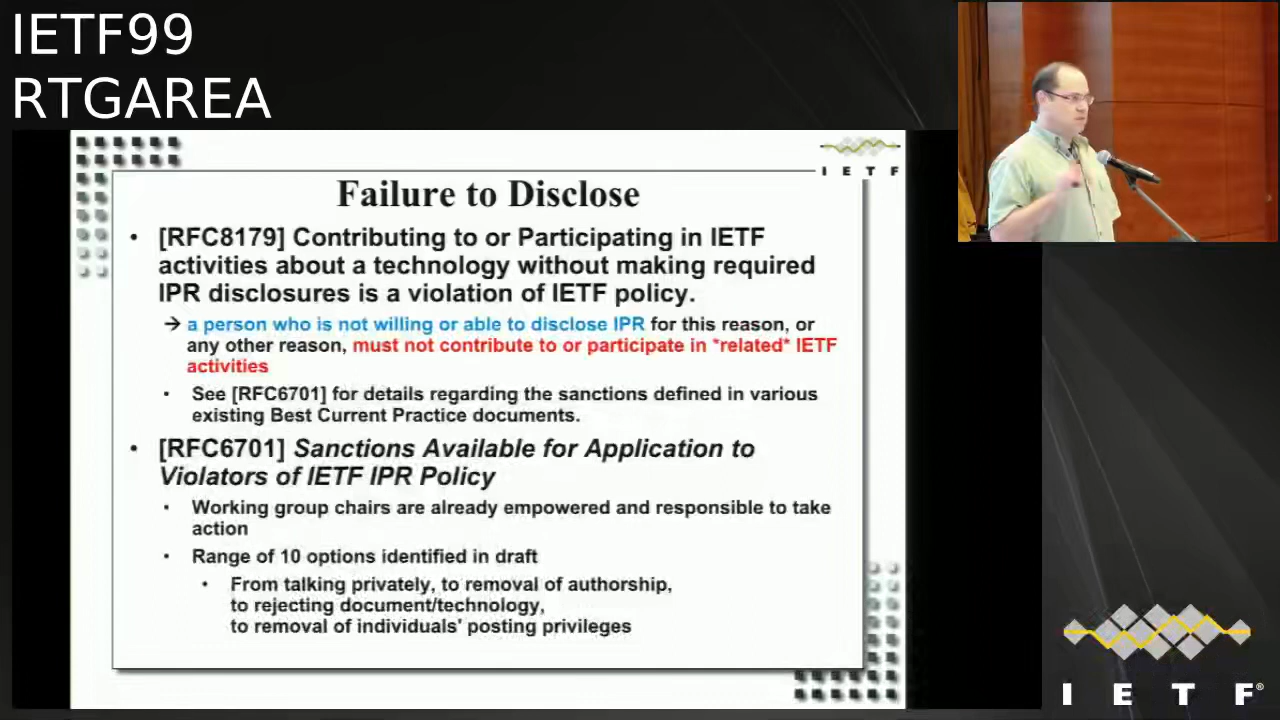 IETF99
RTGAREA
I E T F
Failure to Disclose
• [RFC8179] Contributing to or Participating in IETF
activities about a technology without making required
IPR disclosures is a violation of IETF policy.
→ a person who is not willing or able to disclose IPR for this reason, or
any other reason, must not contribute to or participate in *related* IETF
activities
• See [RFC6701] for details regarding the sanctions defined in various
existing Best Current Practice documents.
• [RFC6701] Sanctions Available for Application to
Violators of IETF IPR Policy
• Working group chairs are already empowered and responsible to take
action
• Range of 10 options identified in draft
• From talking privately, to removal of authorship,
to rejecting document/technology,
to removal of individuals' posting privileges
I E T F®